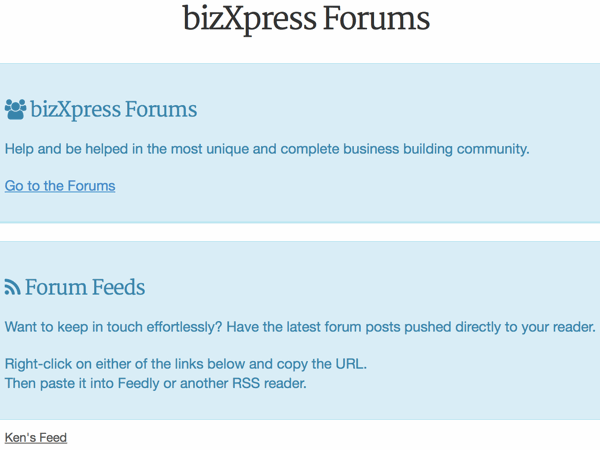 bizXpress Forums
bizXpress Forums
Help and be helped in the most unique and complete business building community.
Go to the Forums
Forum Feeds
Want to keep in touch effortlessly? Have the latest forum posts pushed directly to your reader.
Right-click on either of the links below and copy the URL.
Then paste it into Feedly or another RSS reader.
Ken's Feed